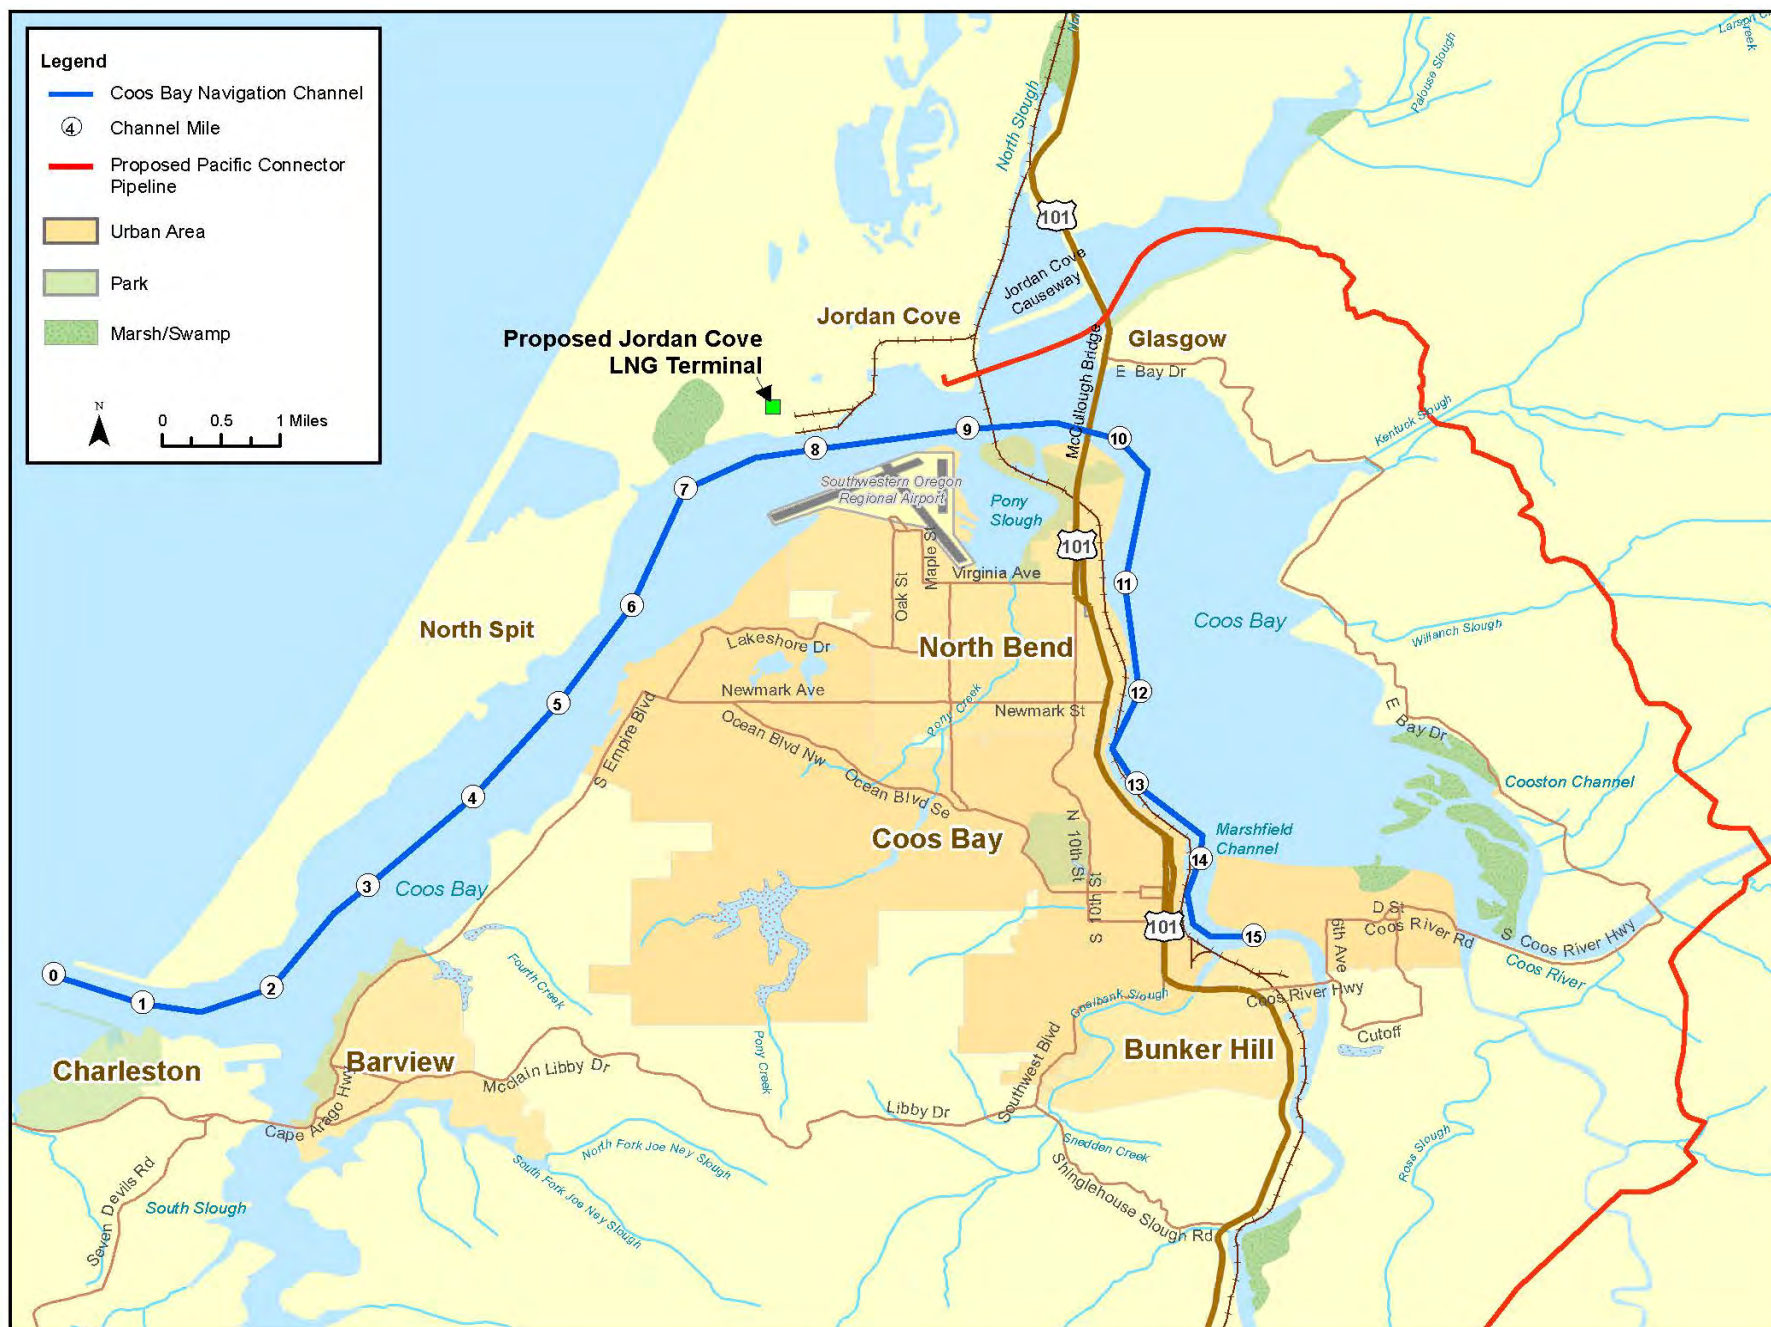 Legend
Coos Bay Navigation Channel
4
Channel Mile
Proposed Pacific Connector
Pipeline
Urban Area
Park
Marsh/Swamp
N
0 0.5 1 Miles
North Slough
Palouse Slough
Larson
Creek
101
Jordan Cove
Causeway
Jordan Cove
Proposed Jordan Cove
LNG Terminal
McCullough Bridge
Glasgow
E Bay Dr
Kentuck Slough
7
8
9
10
Southwestern Oregon
Regional Airport
Pony
Slough
101
Maple St
Oak St
Virginia Ave
11
6
North Spit
Coos Bay
Willanch Slough
Lakeshore Dr
North Bend
Newmark Ave
Newmark St
12
5
Pony Creek
S Empire Blvd
Ocean Blvd Nw
Ocean Blvd Se
E Bay Dr
Cooston Channel
13
4
Coos Bay
N 10th St
Marshfield
Channel
14
3
Coos Bay
S 10th St
101
15
D St
6th Ave
Coos River Rd
S Coos River Hwy
Coos River
0
1
2
Fourth Creek
Coalbank Slough
Coos River Hwy
Cutoff
Charleston
Barview
Bunker Hill
Mcclain Libby Dr
Pony Creek
Southwest Blvd
Libby Dr
Cape Arago Hwy
North Fork Joe Ney Slough
South Fork Joe Ney Slough
Snedden Creek
Ross Slough
Shinglehouse Slough Rd
Seven Devils Rd
South Slough